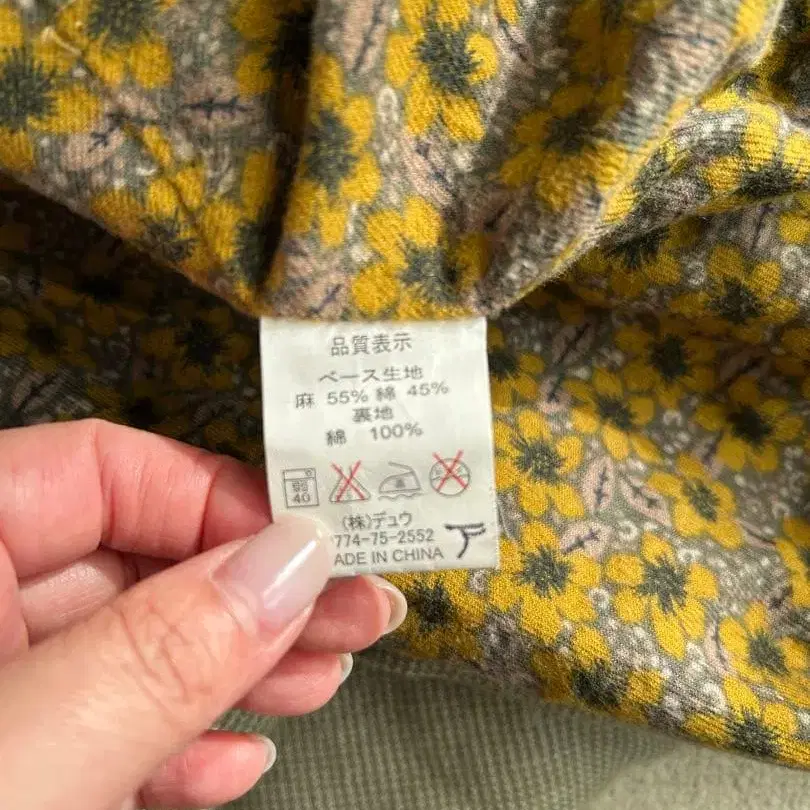 品質表示
ベース生地
麻 55% 綿 45%
裏地
綿 100%
弱 40
(株)デュウ
774-75-2552
ADE IN CHINA